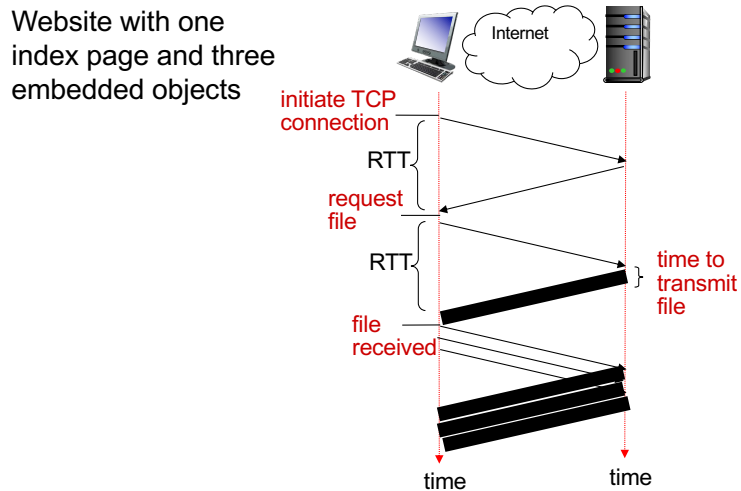 Website with one
index page and three
embedded objects
Internet
initiate TCP
connection
RTT
request
file
RTT
time to
transmit
file
file
received
time
time